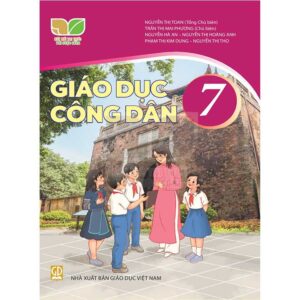 NGUYỄN THỊ TOAN (Tổng Chủ biên)
TRẦN THỊ MAI PHƯƠNG (Chủ biên)
NGUYỄN HÀ AN – NGUYỄN THỊ HOÀNG ANH
PHẠM THỊ KIM DUNG – NGUYỄN THỊ THỌ
GIÁO DỤC
CÔNG DÂN
7
NHÀ XUẤT BẢN GIÁO DỤC VIỆT NAM